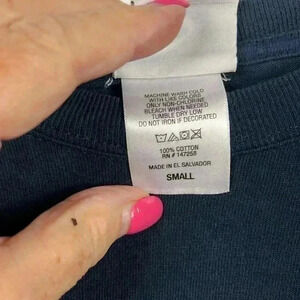 MACHINE WASH COLD
WITH LIKE COLORS
ONLY NON-CHLORINE
BLEACH WHEN NEEDED
TUMBLE DRY LOW
DO NOT IRON IF DECORATED
100% COTTON
RN # 147258
MADE IN EL SALVADOR
SMALL